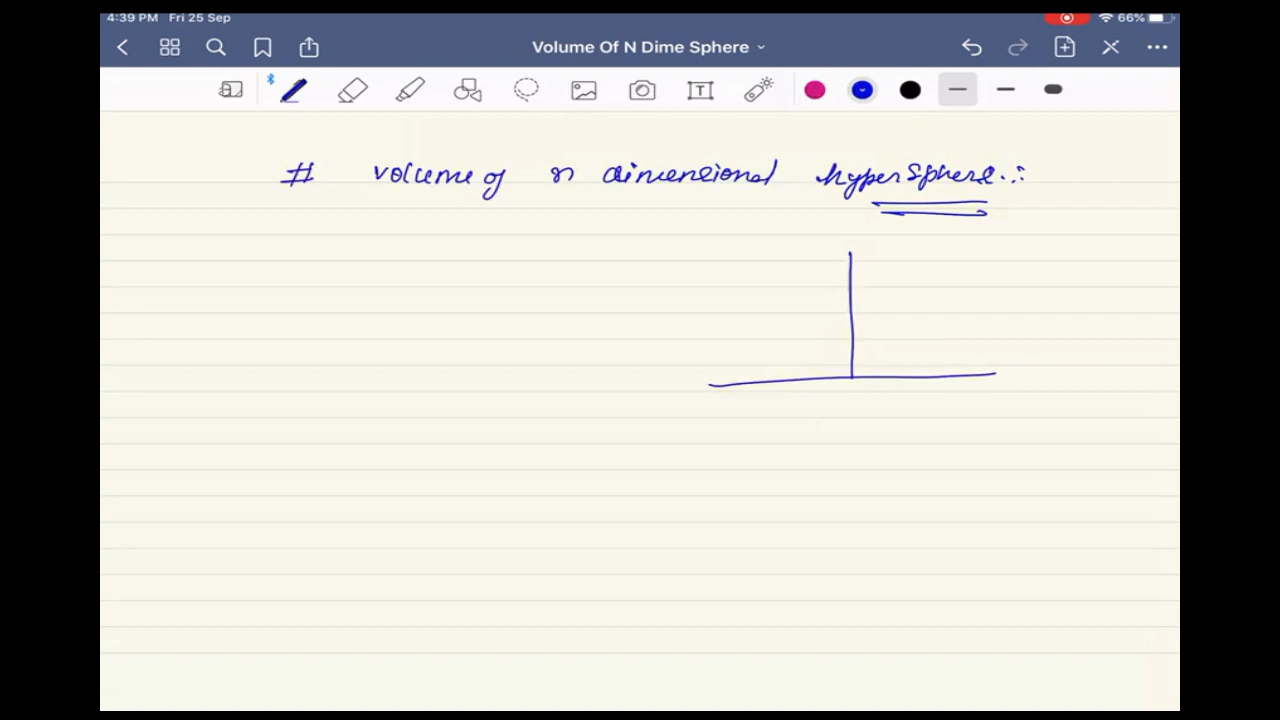 4:39 PM Fri 25 Sep 66%
Volume Of N Dime Sphere
T
# volume of n dimensional hypersphere :